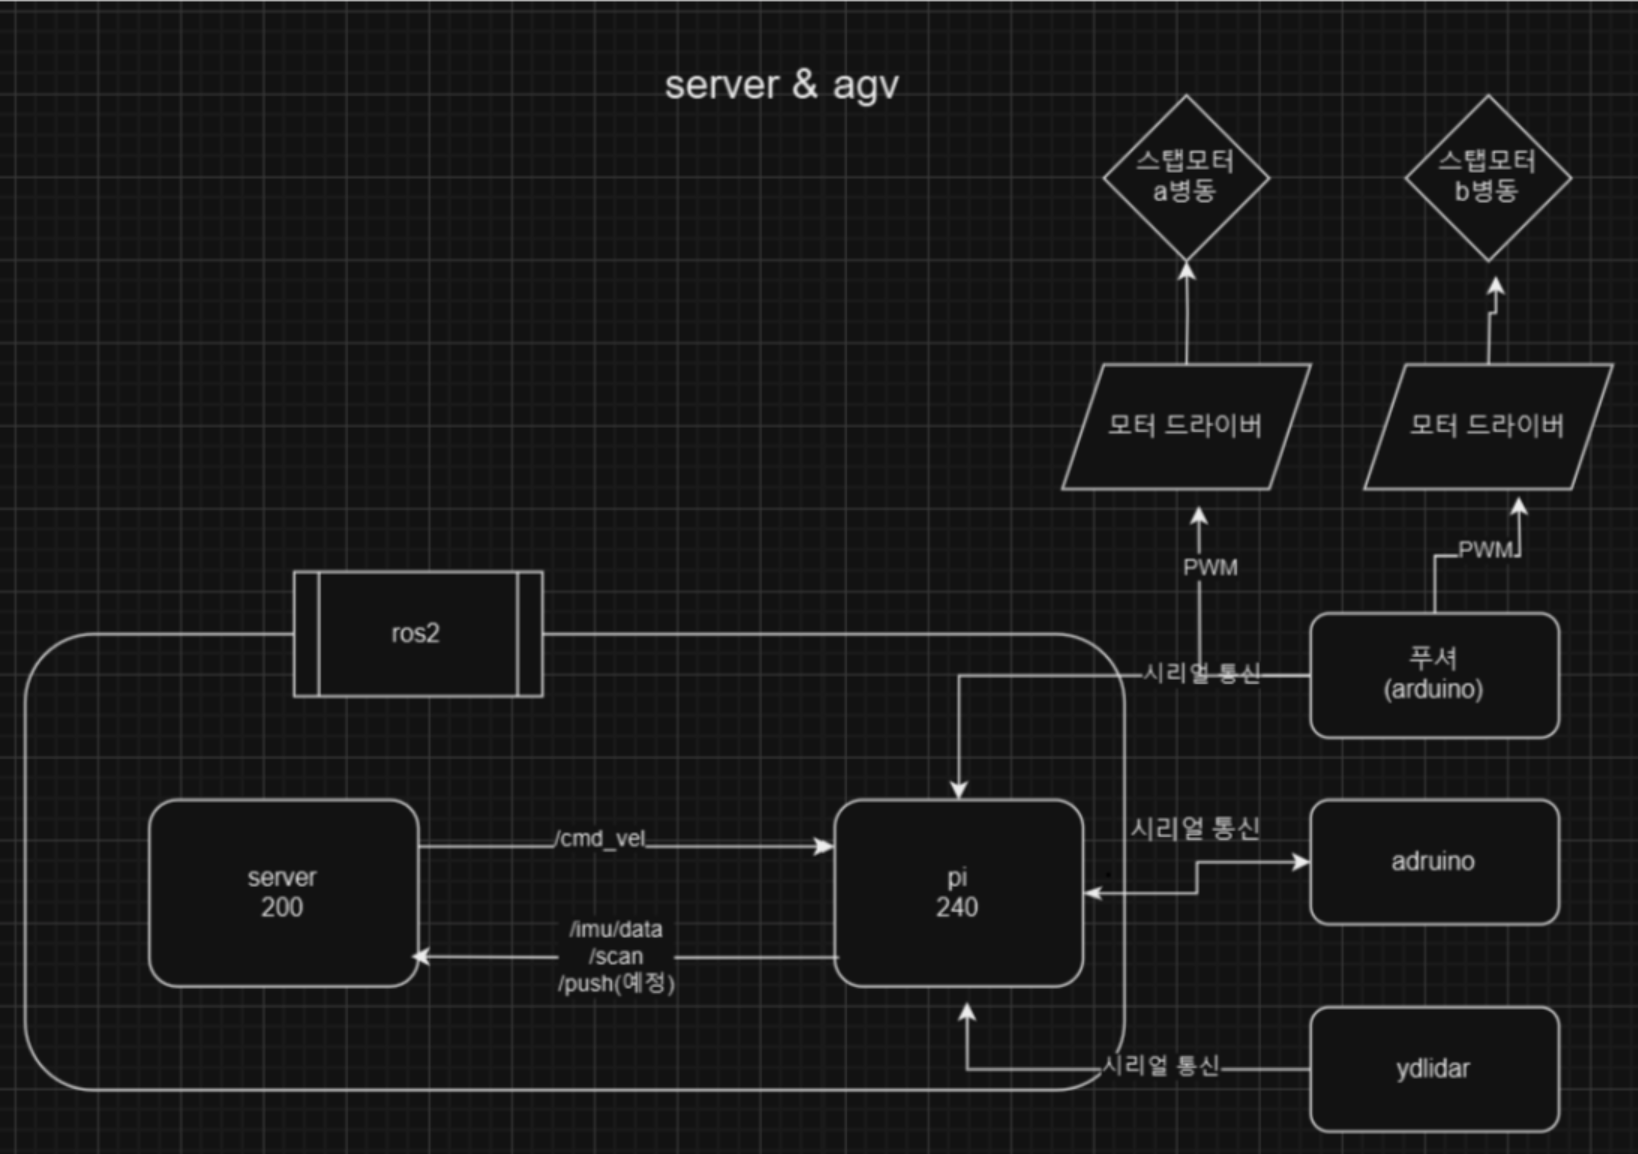 server & agv
스탭모터
a병동
스탭모터
b병동
모터 드라이버
모터 드라이버
PWM
PWM
ros2
시리얼 통신
푸셔
(arduino)
/cmd_vel
시리얼 통신
server
200
pi
240
adruino
/imu/data
/scan
/push(예정)
시리얼 통신
ydlidar